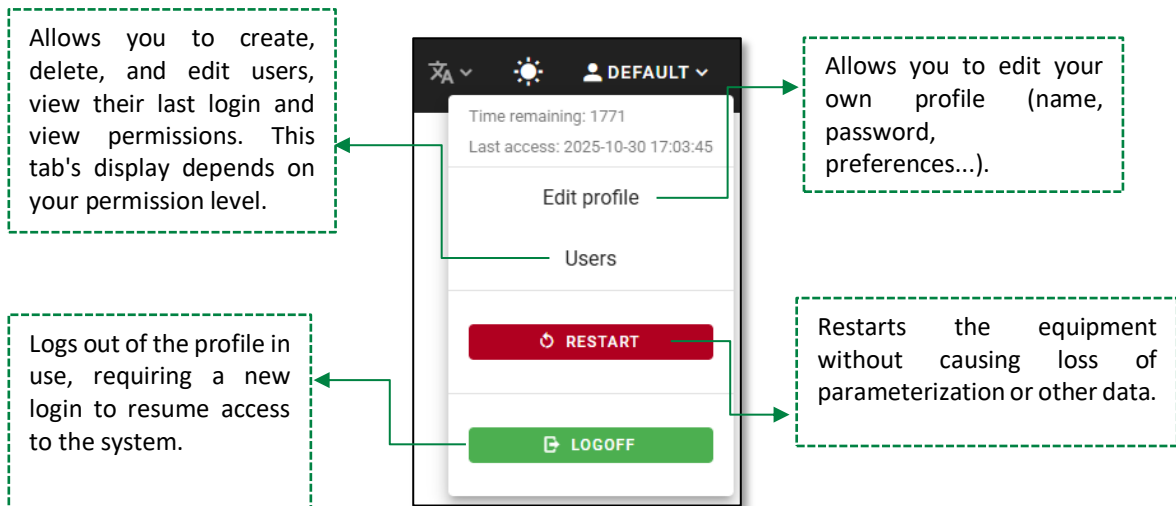 Allows you to create,
delete, and edit users,
view their last login and
view permissions. This
tab's display depends on
your permission level.
DEFAULT
Time remaining: 1771
Last access: 2025-10-30 17:03:45
Edit profile
Users
RESTART
LOGOFF
Allows you to edit your
own profile (name,
password,
preferences...).
Logs out of the profile in
use, requiring a new
login to resume access
to the system.
Restarts the equipment
without causing loss of
parameterization or other data.